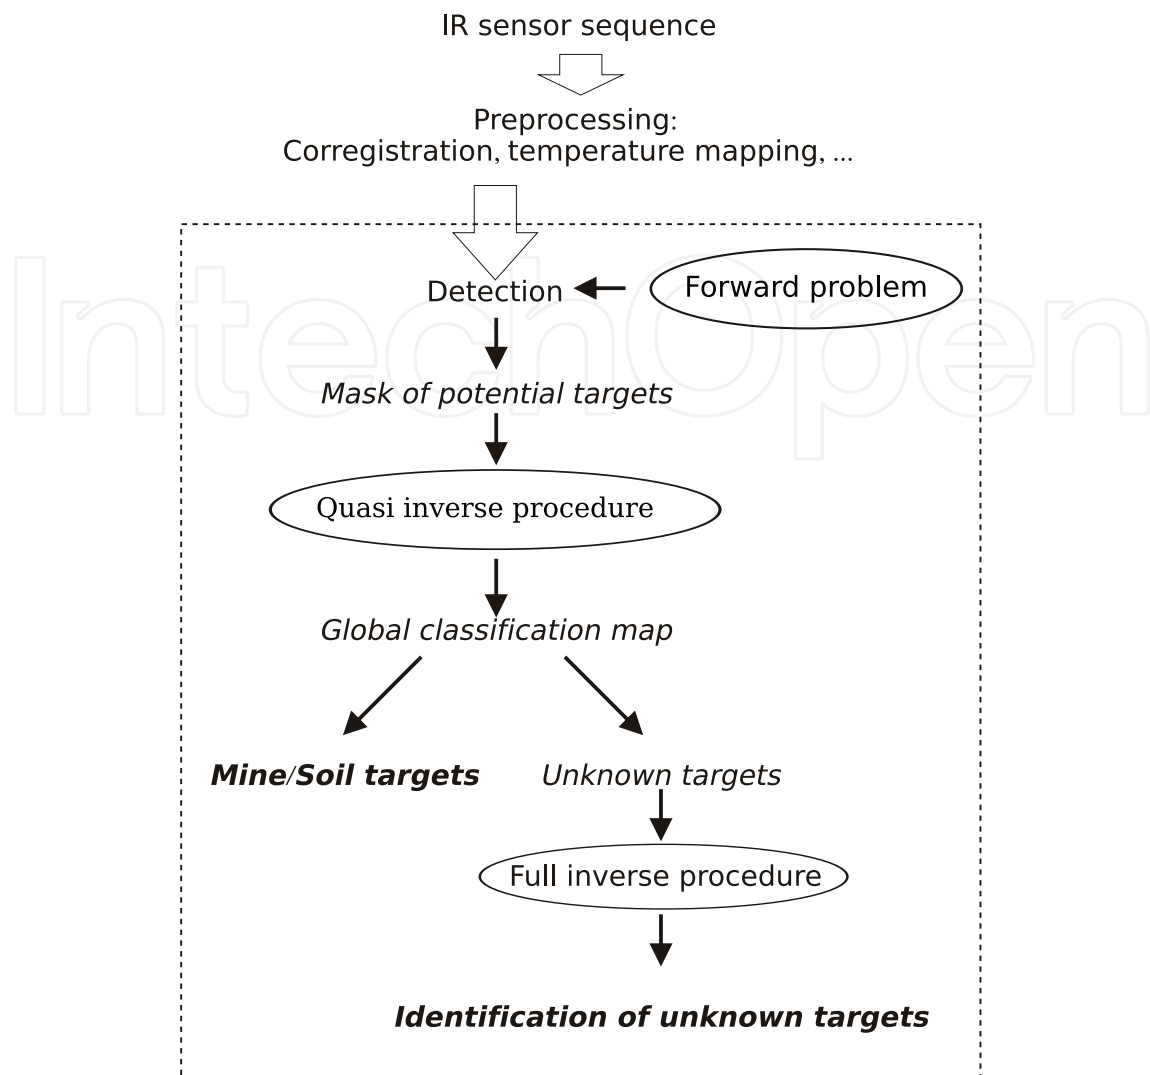 IR sensor sequence
Preprocessing:
Corregistration, temperature mapping, ...
Detection
Forward problem
IntechOpen
Mask of potential targets
Quasi inverse procedure
Global classification map
Mine/Soil targets
Unknown targets
Full inverse procedure
Identification of unknown targets